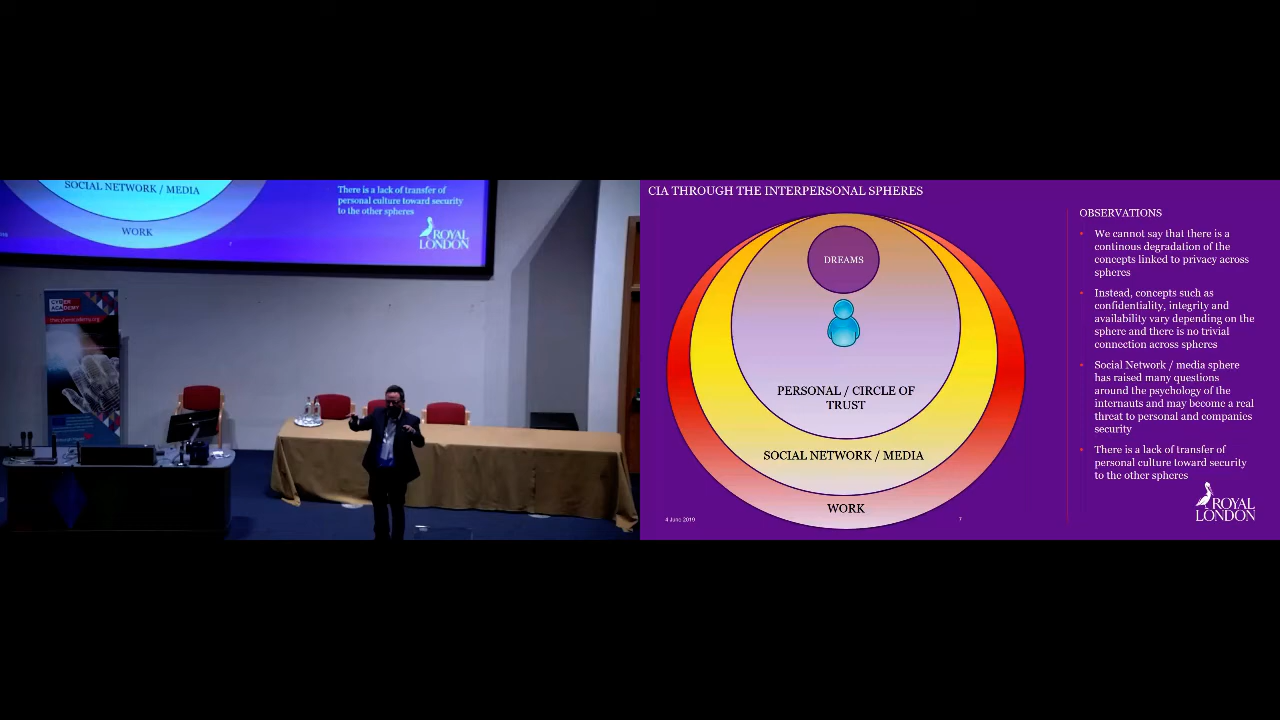 SOCIAL NETWORK / MEDIA
WORK
There is a lack of transfer of
personal culture toward security
to the other spheres
ROYAL
LONDON
CYBER
ACADEMY
thecyberacademy.org
CIA THROUGH THE INTERPERSONAL SPHERES
DREAMS
PERSONAL / CIRCLE OF
TRUST
SOCIAL NETWORK / MEDIA
WORK
4 June 2019
7
OBSERVATIONS
We cannot say that there is a
continous degradation of the
concepts linked to privacy across
spheres
Instead, concepts such as
confidentiality, integrity and
availability vary depending on the
sphere and there is no trivial
connection across spheres
Social Network / media sphere
has raised many questions
around the psychology of the
internauts and may become a real
threat to personal and companies
security
There is a lack of transfer of
personal culture toward security
to the other spheres
ROYAL
LONDON